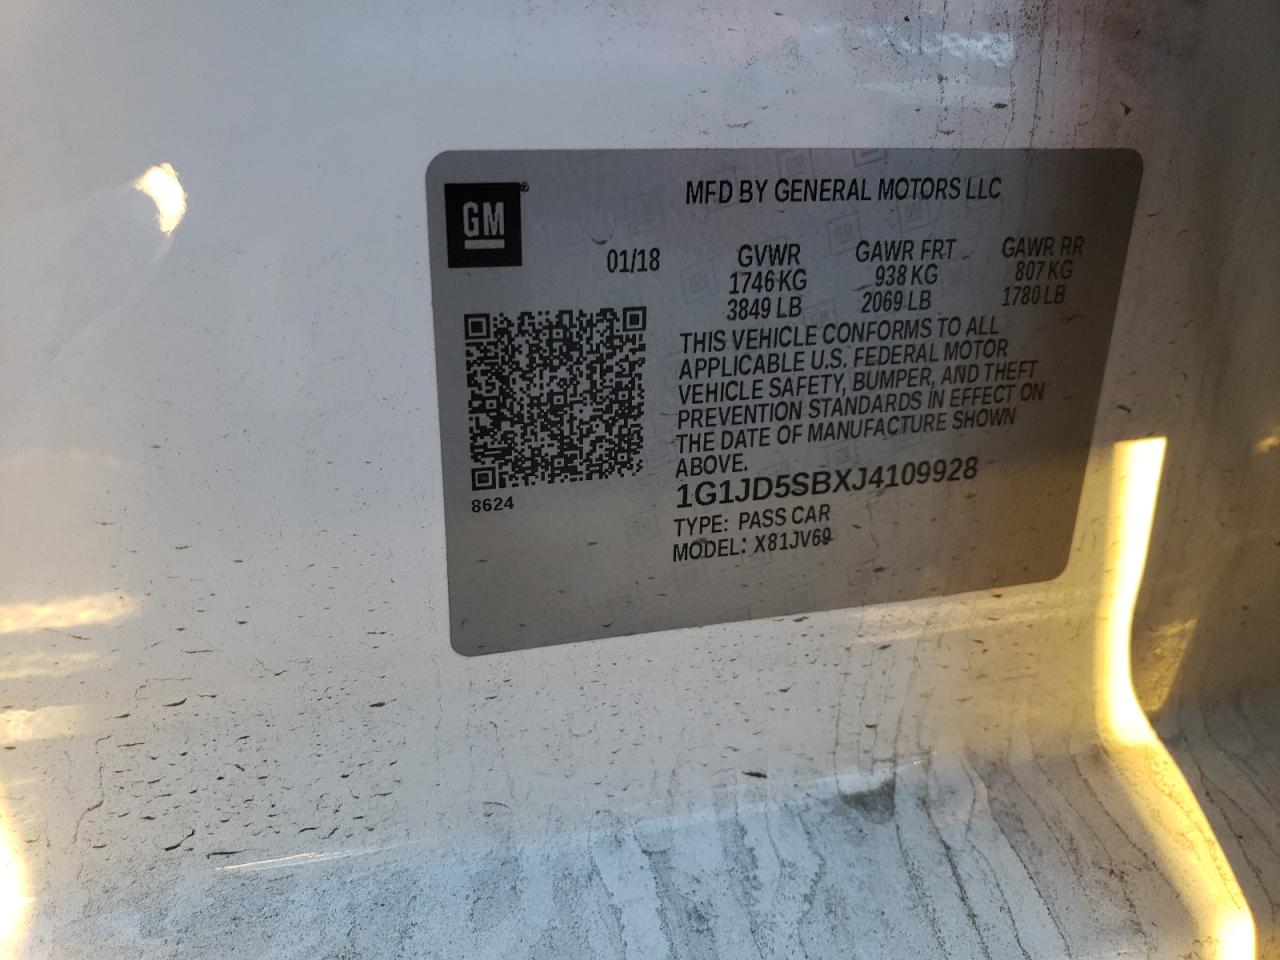 GM
MFD BY GENERAL MOTORS LLC
01/18
GVWR GAWR FRT GAWR RR
1746 KG 938 KG 807 KG
3849 LB 2069 LB 1780 LB
THIS VEHICLE CONFORMS TO ALL
APPLICABLE U.S. FEDERAL MOTOR
VEHICLE SAFETY, BUMPER, AND THEFT
PREVENTION STANDARDS IN EFFECT ON
THE DATE OF MANUFACTURE SHOWN
ABOVE.
8624
1G1JD5SBXJ4109928
TYPE: PASS CAR
MODEL: X81JV69